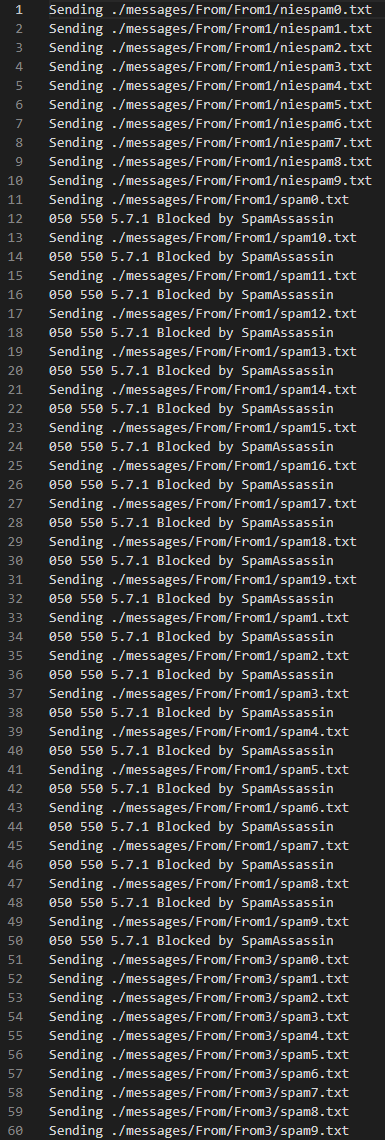 1 Sending ./messages/From/From1/niespam0.txt
2 Sending ./messages/From/From1/niespam1.txt
3 Sending ./messages/From/From1/niespam2.txt
4 Sending ./messages/From/From1/niespam3.txt
5 Sending ./messages/From/From1/niespam4.txt
6 Sending ./messages/From/From1/niespam5.txt
7 Sending ./messages/From/From1/niespam6.txt
8 Sending ./messages/From/From1/niespam7.txt
9 Sending ./messages/From/From1/niespam8.txt
10 Sending ./messages/From/From1/niespam9.txt
11 Sending ./messages/From/From1/spam0.txt
12 050 550 5.7.1 Blocked by SpamAssassin
13 Sending ./messages/From/From1/spam10.txt
14 050 550 5.7.1 Blocked by SpamAssassin
15 Sending ./messages/From/From1/spam11.txt
16 050 550 5.7.1 Blocked by SpamAssassin
17 Sending ./messages/From/From1/spam12.txt
18 050 550 5.7.1 Blocked by SpamAssassin
19 Sending ./messages/From/From1/spam13.txt
20 050 550 5.7.1 Blocked by SpamAssassin
21 Sending ./messages/From/From1/spam14.txt
22 050 550 5.7.1 Blocked by SpamAssassin
23 Sending ./messages/From/From1/spam15.txt
24 050 550 5.7.1 Blocked by SpamAssassin
25 Sending ./messages/From/From1/spam16.txt
26 050 550 5.7.1 Blocked by SpamAssassin
27 Sending ./messages/From/From1/spam17.txt
28 050 550 5.7.1 Blocked by SpamAssassin
29 Sending ./messages/From/From1/spam18.txt
30 050 550 5.7.1 Blocked by SpamAssassin
31 Sending ./messages/From/From1/spam19.txt
32 050 550 5.7.1 Blocked by SpamAssassin
33 Sending ./messages/From/From1/spam1.txt
34 050 550 5.7.1 Blocked by SpamAssassin
35 Sending ./messages/From/From1/spam2.txt
36 050 550 5.7.1 Blocked by SpamAssassin
37 Sending ./messages/From/From1/spam3.txt
38 050 550 5.7.1 Blocked by SpamAssassin
39 Sending ./messages/From/From1/spam4.txt
40 050 550 5.7.1 Blocked by SpamAssassin
41 Sending ./messages/From/From1/spam5.txt
42 050 550 5.7.1 Blocked by SpamAssassin
43 Sending ./messages/From/From1/spam6.txt
44 050 550 5.7.1 Blocked by SpamAssassin
45 Sending ./messages/From/From1/spam7.txt
46 050 550 5.7.1 Blocked by SpamAssassin
47 Sending ./messages/From/From1/spam8.txt
48 050 550 5.7.1 Blocked by SpamAssassin
49 Sending ./messages/From/From1/spam9.txt
50 050 550 5.7.1 Blocked by SpamAssassin
51 Sending ./messages/From/From3/spam0.txt
52 Sending ./messages/From/From3/spam1.txt
53 Sending ./messages/From/From3/spam2.txt
54 Sending ./messages/From/From3/spam3.txt
55 Sending ./messages/From/From3/spam4.txt
56 Sending ./messages/From/From3/spam5.txt
57 Sending ./messages/From/From3/spam6.txt
58 Sending ./messages/From/From3/spam7.txt
59 Sending ./messages/From/From3/spam8.txt
60 Sending ./messages/From/From3/spam9.txt